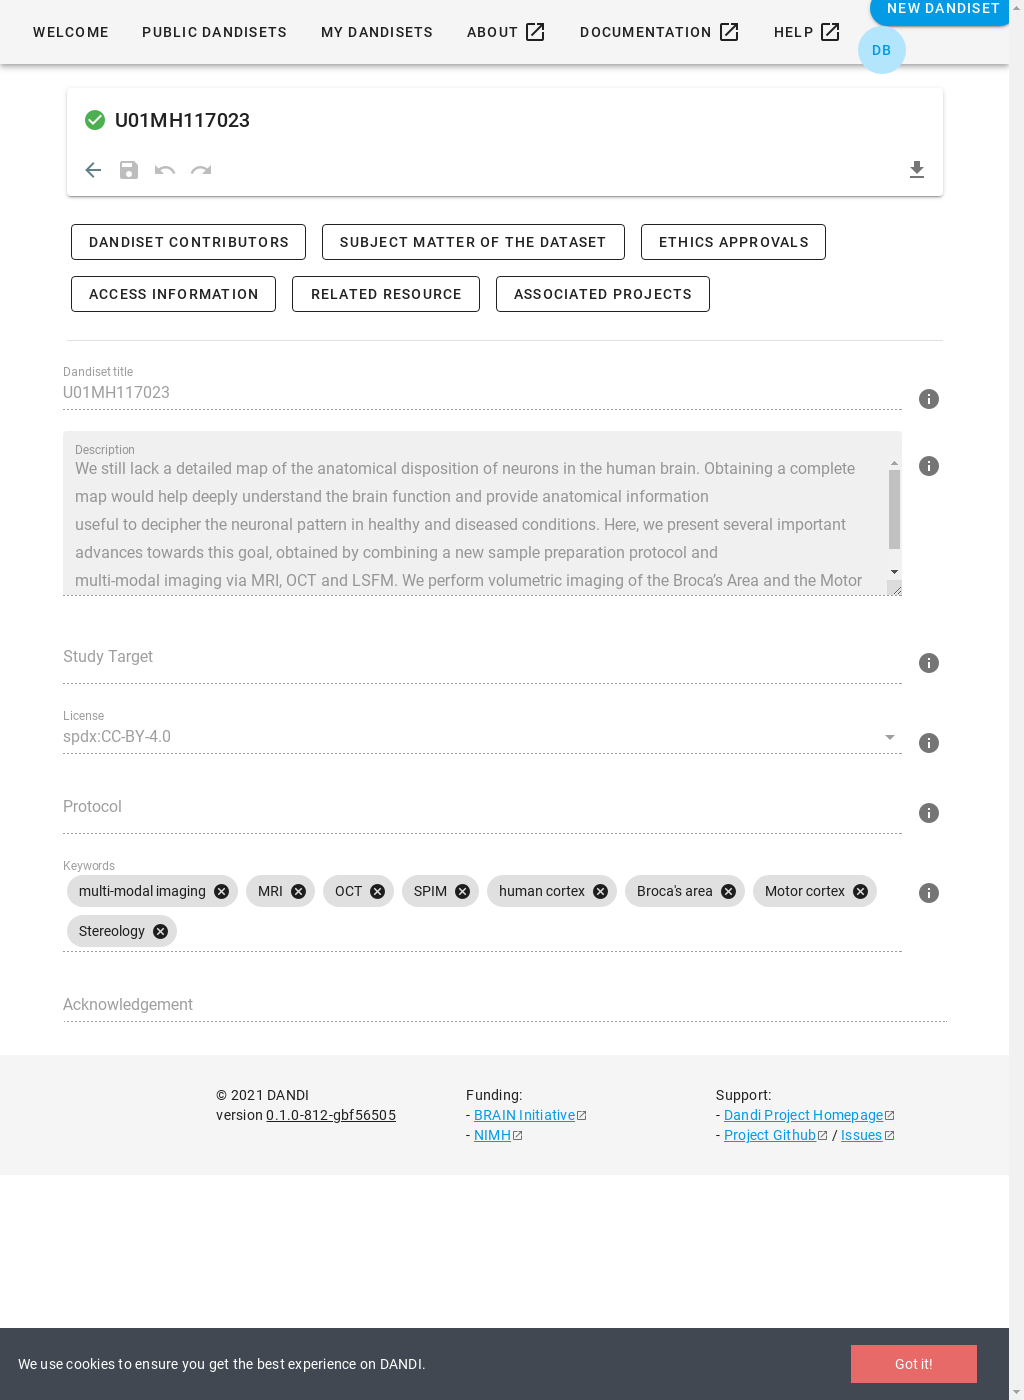 WELCOME PUBLIC DANDISETS MY DANDISETS ABOUT DOCUMENTATION HELP NEW DANDISET
DB
U01MH117023
DANDISET CONTRIBUTORS SUBJECT MATTER OF THE DATASET ETHICS APPROVALS
ACCESS INFORMATION RELATED RESOURCE ASSOCIATED PROJECTS
Dandiset title
U01MH117023
Description
We still lack a detailed map of the anatomical disposition of neurons in the human brain. Obtaining a complete
map would help deeply understand the brain function and provide anatomical information
useful to decipher the neuronal pattern in healthy and diseased conditions. Here, we present several important
advances towards this goal, obtained by combining a new sample preparation protocol and
multi-modal imaging via MRI, OCT and LSFM. We perform volumetric imaging of the Broca’s Area and the Motor
Study Target
License
spdx:CC-BY-4.0
Protocol
Keywords
multi-modal imaging MRI OCT SPIM human cortex Broca's area Motor cortex
Stereology
Acknowledgement
© 2021 DANDI
version 0.1.0-812-gbf56505
Funding:
- BRAIN Initiative
- NIMH
Support:
- Dandi Project Homepage
- Project Github / Issues
We use cookies to ensure you get the best experience on DANDI.
Got it!